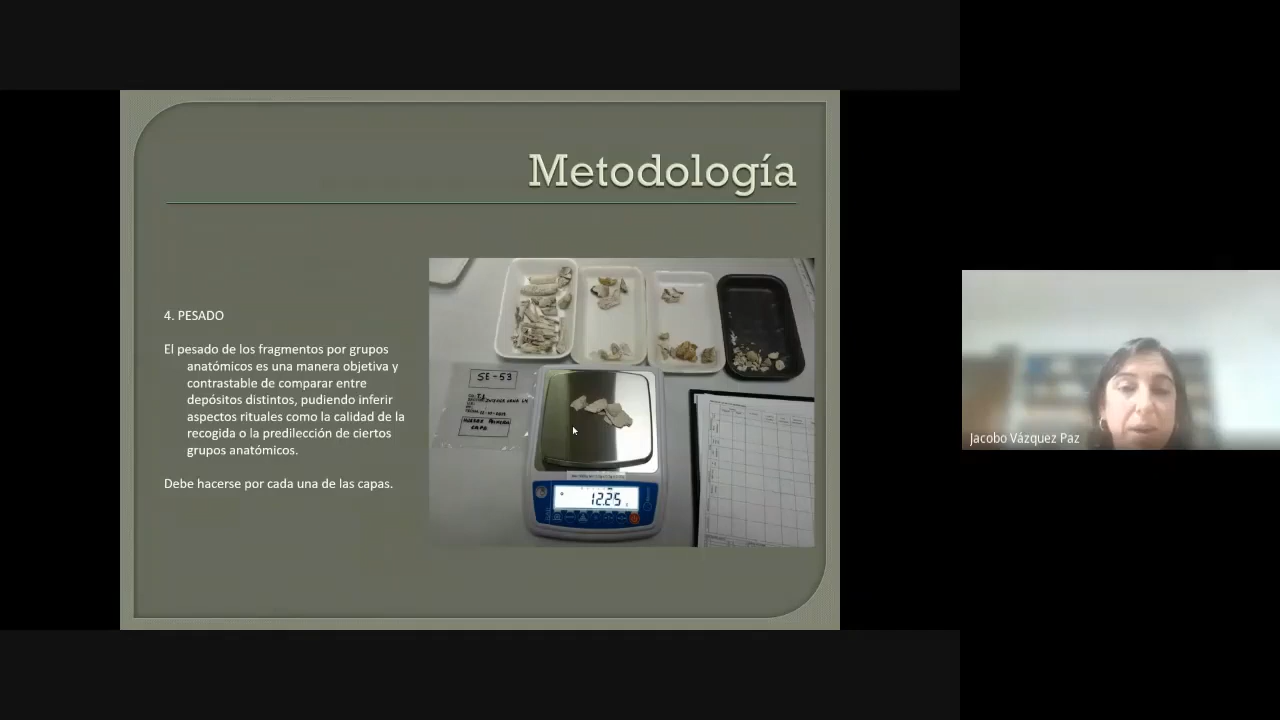 Metodología
4. PESADO
El pesado de los fragmentos por grupos
anatómicos es una manera objetiva y
contrastable de comparar entre
depósitos distintos, pudiendo inferir
aspectos rituales como la calidad de la
recogida o la predilección de ciertos
grupos anatómicos.
Debe hacerse por cada una de las capas.
SE-53
12.25
Jacobo Vázquez Paz